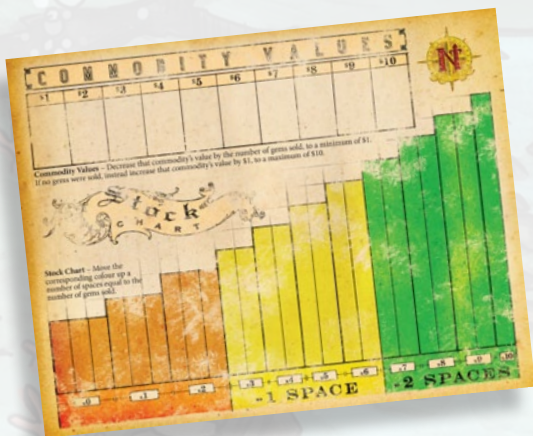 COMMODITY VALUES
$1 $2 $3 $4 $5 $6 $7 $8 $9 $10
N
Commodity Values – Decrease that commodity's value by the number of gems sold, to a minimum of $1.
If no gems were sold, instead increase that commodity's value by $1, to a maximum of $10.
Stock
CHART
Stock Chart – Move the
corresponding colour up a
number of spaces equal to the
number of gems sold.
-1 SPACE
-2 SPACES